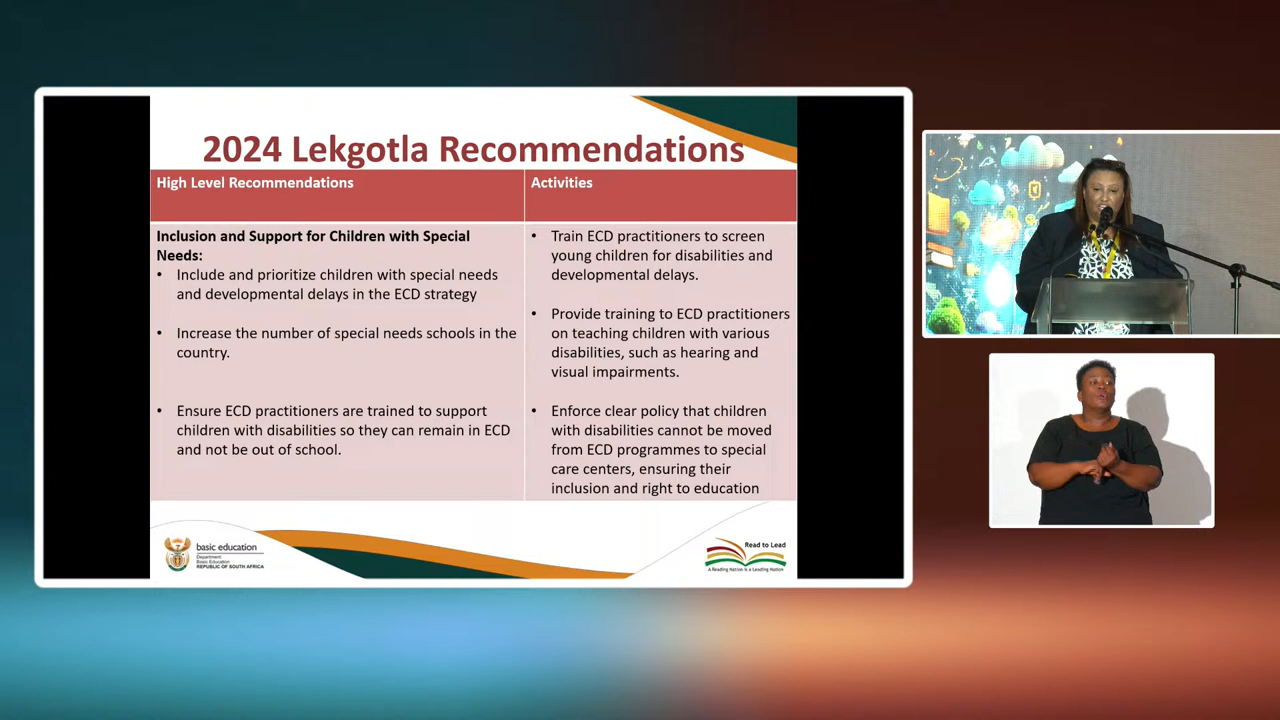 2024 Lekgotla Recommendations
High Level Recommendations
Activities
Inclusion and Support for Children with Special
Needs:
• Include and prioritize children with special needs
and developmental delays in the ECD strategy
• Increase the number of special needs schools in the
country.
• Ensure ECD practitioners are trained to support
children with disabilities so they can remain in ECD
and not be out of school.
• Train ECD practitioners to screen
young children for disabilities and
developmental delays.
• Provide training to ECD practitioners
on teaching children with various
disabilities, such as hearing and
visual impairments.
• Enforce clear policy that children
with disabilities cannot be moved
from ECD programmes to special
care centers, ensuring their
inclusion and right to education
basic education
Department:
Basic Education
REPUBLIC OF SOUTH AFRICA
Read to Lead
A Reading Nation is a Leading Nation